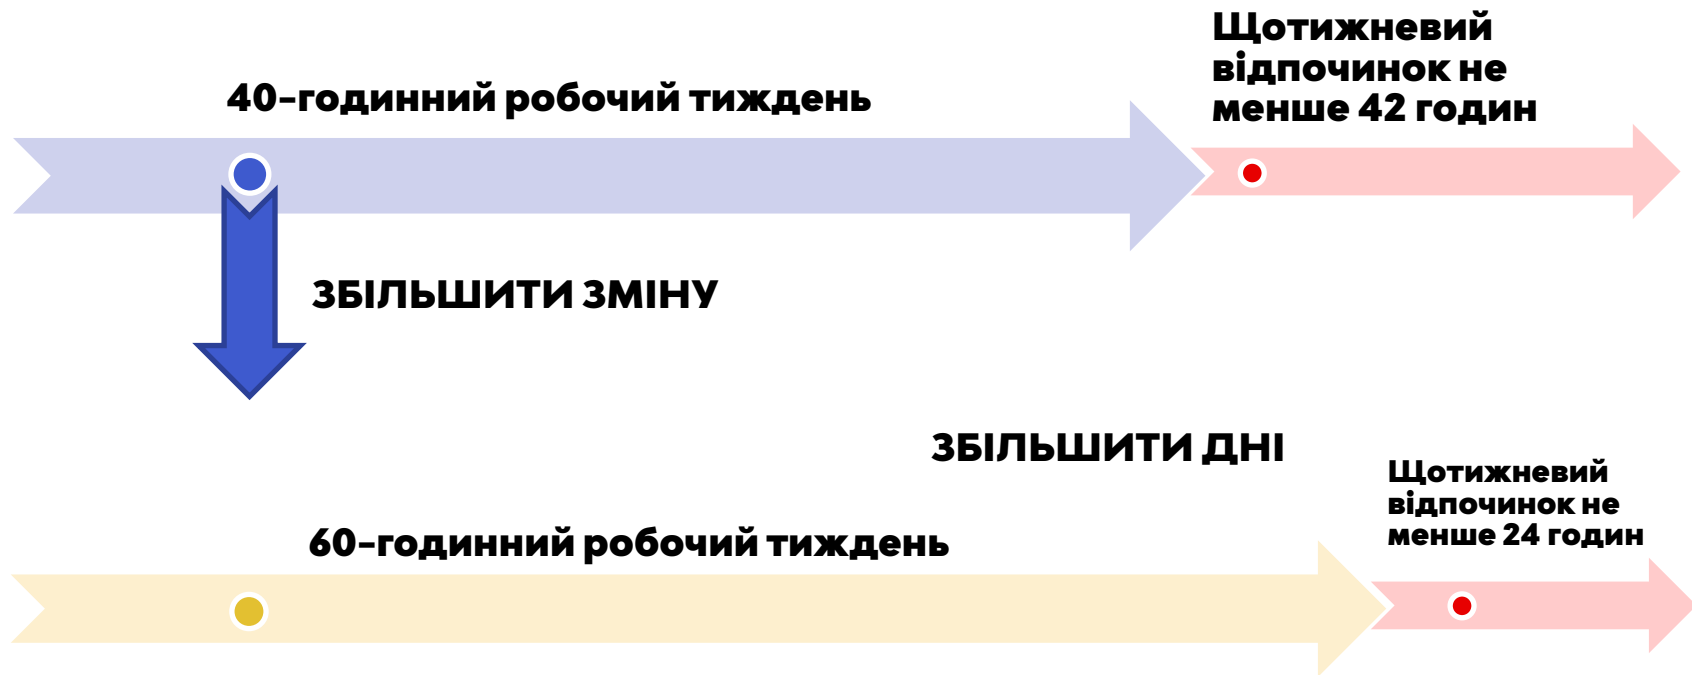 Щотижневий
відпочинок не
менше 42 годин
40-годинний робочий тиждень
ЗБІЛЬШИТИ ЗМІНУ
ЗБІЛЬШИТИ ДНІ
Щотижневий
відпочинок не
менше 24 годин
60-годинний робочий тиждень